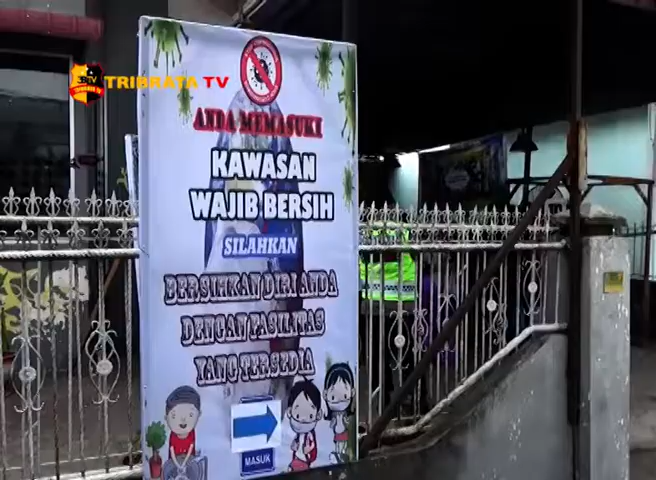 TRIBRATA TV
ANDA MEMASUKI
KAWASAN
WAJIB BERSIH
SILAHKAN
BERSIHKAN DIRI ANDA
DENGAN FASILITAS
YANG TERSEDIA
MASUK